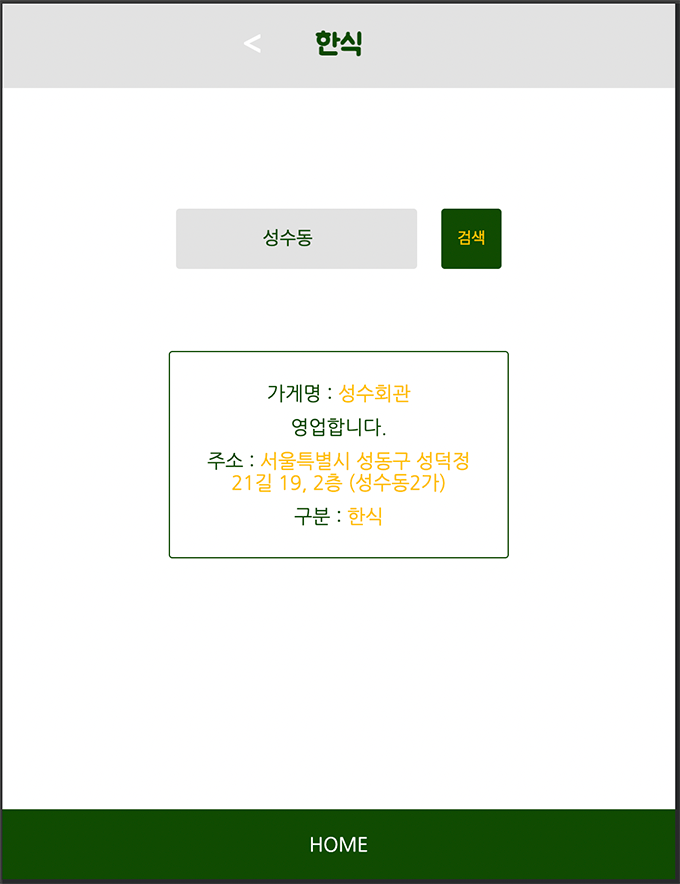 < 한식
성수동 검색
가게명 : 성수회관
영업합니다.
주소 : 서울특별시 성동구 성덕정
21길 19, 2층 (성수동2가)
구분 : 한식
HOME